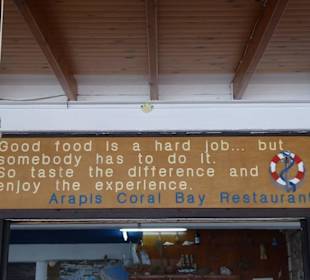 Good food is a hard job... but
somebody has to do it.
So taste the difference and
enjoy the experience.
Arapis Coral Bay Restaurant